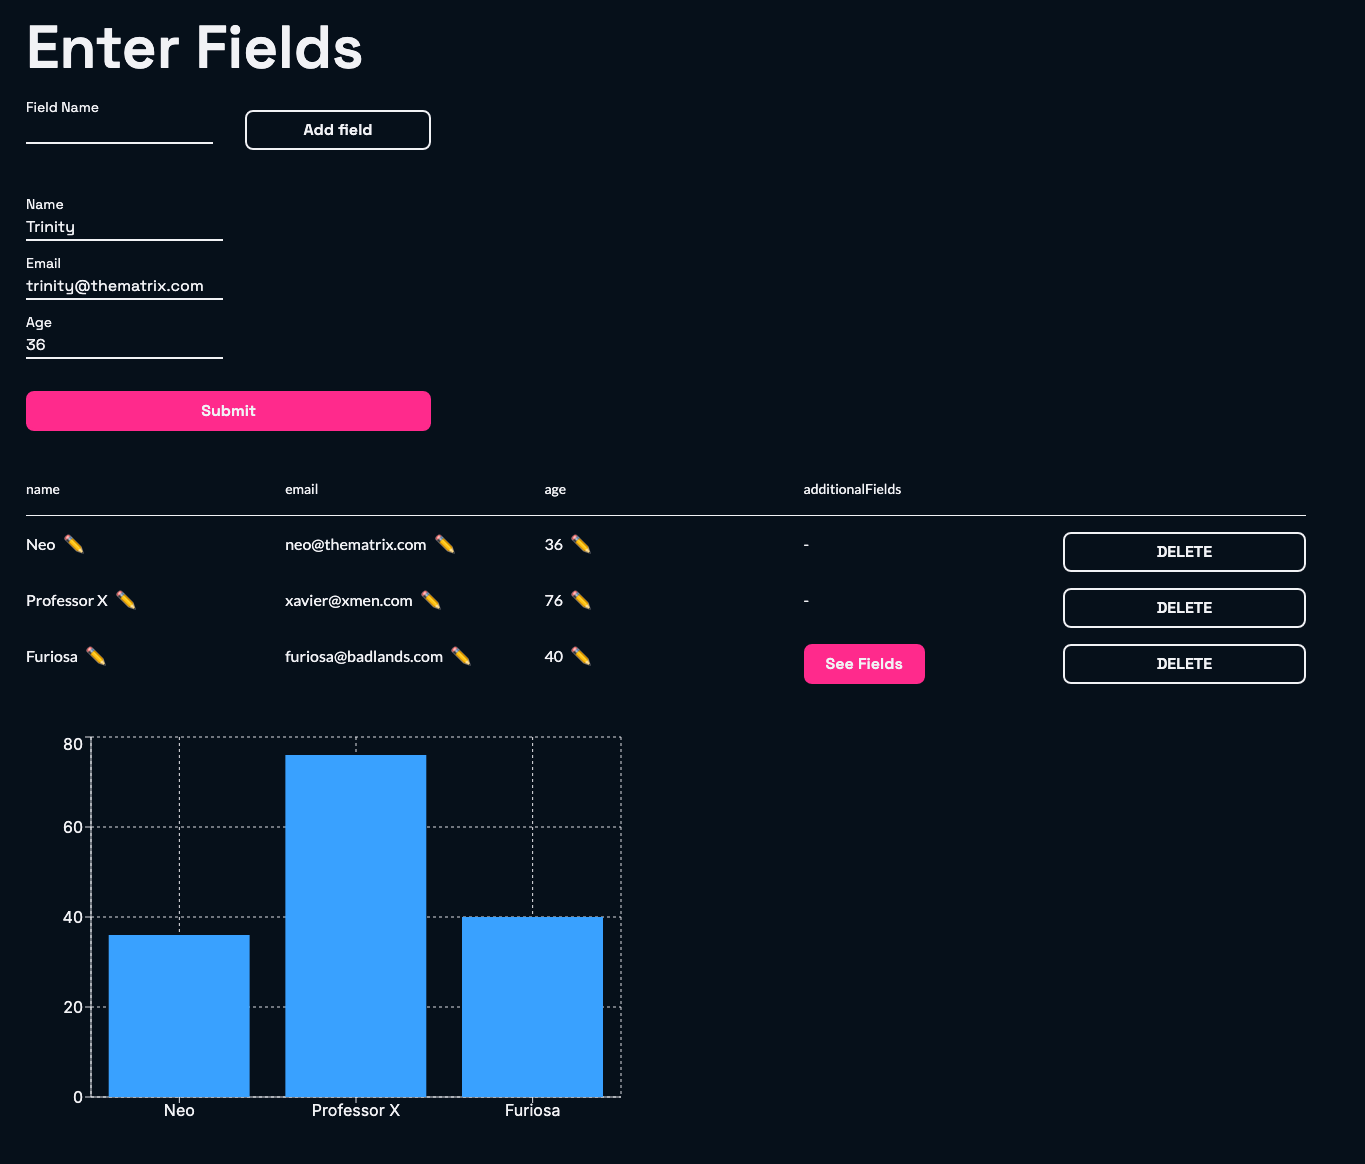 Enter Fields
Field Name
Add field
Name
Trinity
Email
trinity@thematrix.com
Age
36
Submit
name email age additionalFields
Neo neo@thematrix.com 36 - DELETE
Professor X xavier@xmen.com 76 - DELETE
Furiosa furiosa@badlands.com 40 See Fields DELETE
80
60
40
20
0
Neo Professor X Furiosa